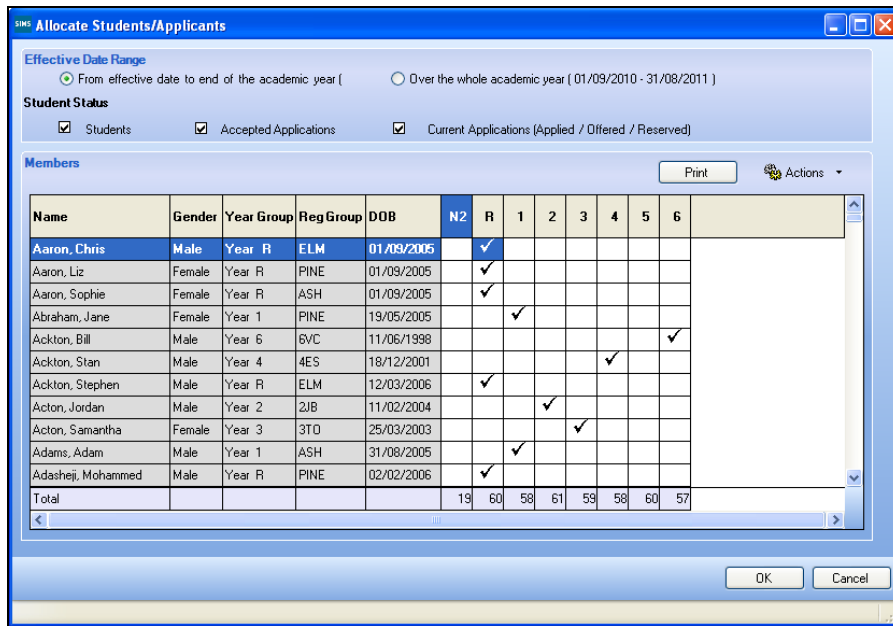 SIMS Allocate Students/Applicants
Effective Date Range
From effective date to end of the academic year ( Over the whole academic year ( 01/09/2010 - 31/08/2011 )
Student Status
Students Accepted Applications Current Applications (Applied / Offered / Reserved)
Members
Print Actions
Name Gender Year Group Reg Group DOB N2 R 1 2 3 4 5 6
Aaron, Chris Male Year R ELM 01/09/2005 ✓
Aaron, Liz Female Year R PINE 01/09/2005 ✓
Aaron, Sophie Female Year R ASH 01/09/2005 ✓
Abraham, Jane Female Year 1 PINE 19/05/2005 ✓
Ackton, Bill Male Year 6 6VC 11/06/1998 ✓
Ackton, Stan Male Year 4 4ES 18/12/2001 ✓
Ackton, Stephen Male Year R ELM 12/03/2006 ✓
Acton, Jordan Male Year 2 2JB 11/02/2004 ✓
Acton, Samantha Female Year 3 3TO 25/03/2003 ✓
Adams, Adam Male Year 1 ASH 31/08/2005 ✓
Adasheji, Mohammed Male Year R PINE 02/02/2006 ✓
Total 19 60 58 61 59 58 60 57
OK Cancel